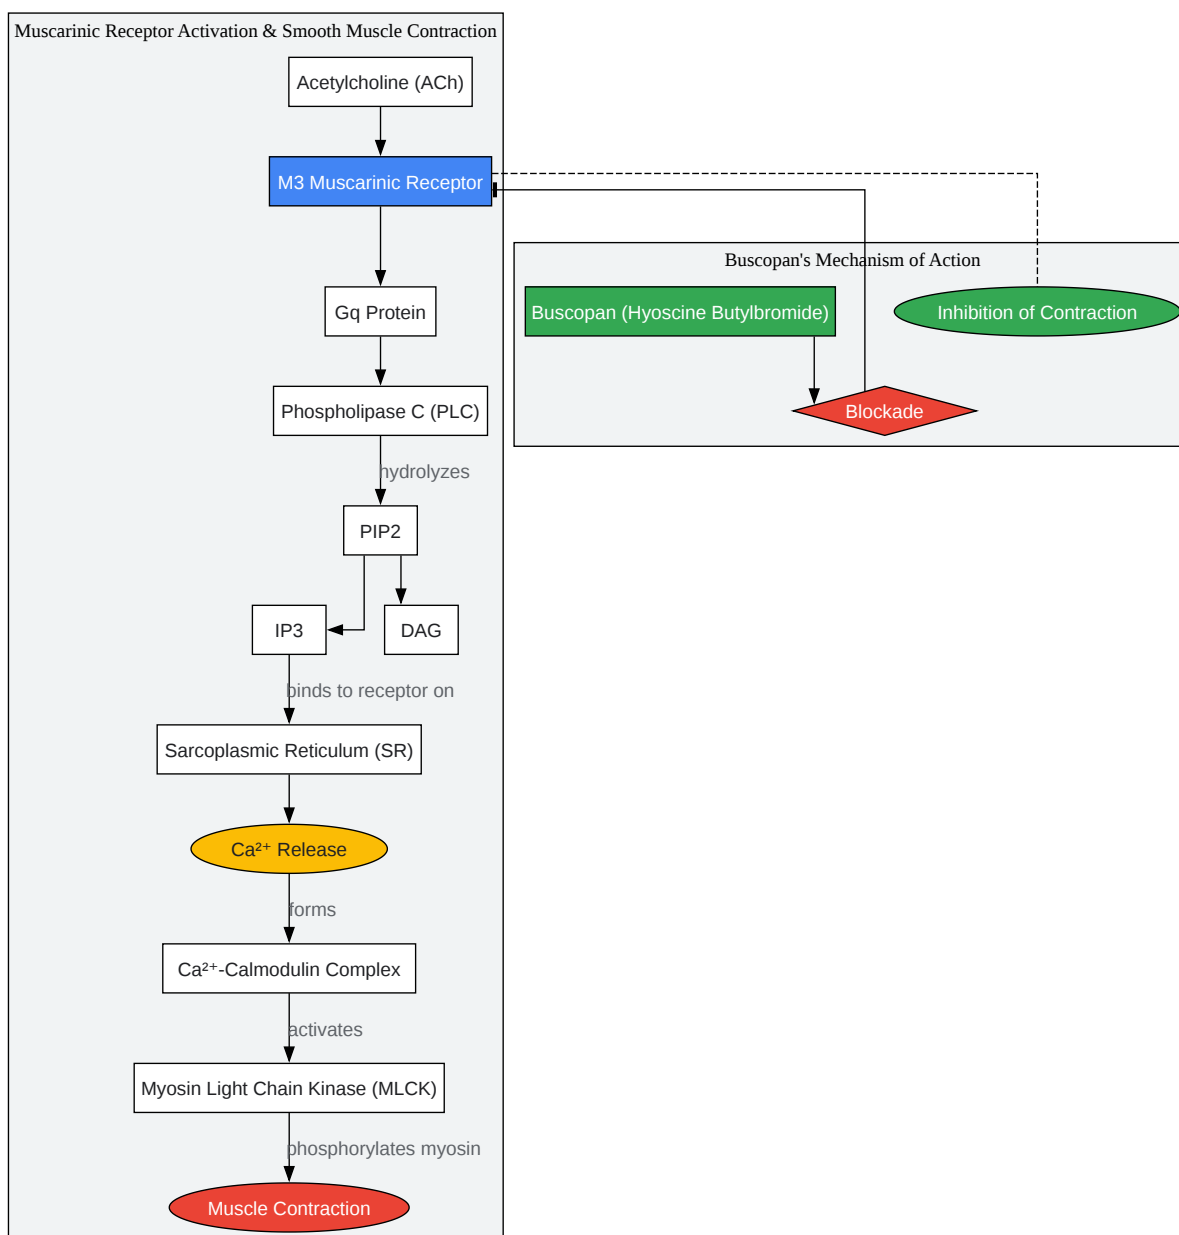 Muscarinic Receptor Activation & Smooth Muscle Contraction
Acetylcholine (ACh)
M3 Muscarinic Receptor
Buscopan's Mechanism of Action
Gq Protein
Buscopan (Hyoscine Butylbromide)
Inhibition of Contraction
Phospholipase C (PLC)
Blockade
hydrolyzes
PIP2
IP3
DAG
binds to receptor on
Sarcoplasmic Reticulum (SR)
Ca²⁺ Release
forms
Ca²⁺-Calmodulin Complex
activates
Myosin Light Chain Kinase (MLCK)
phosphorylates myosin
Muscle Contraction